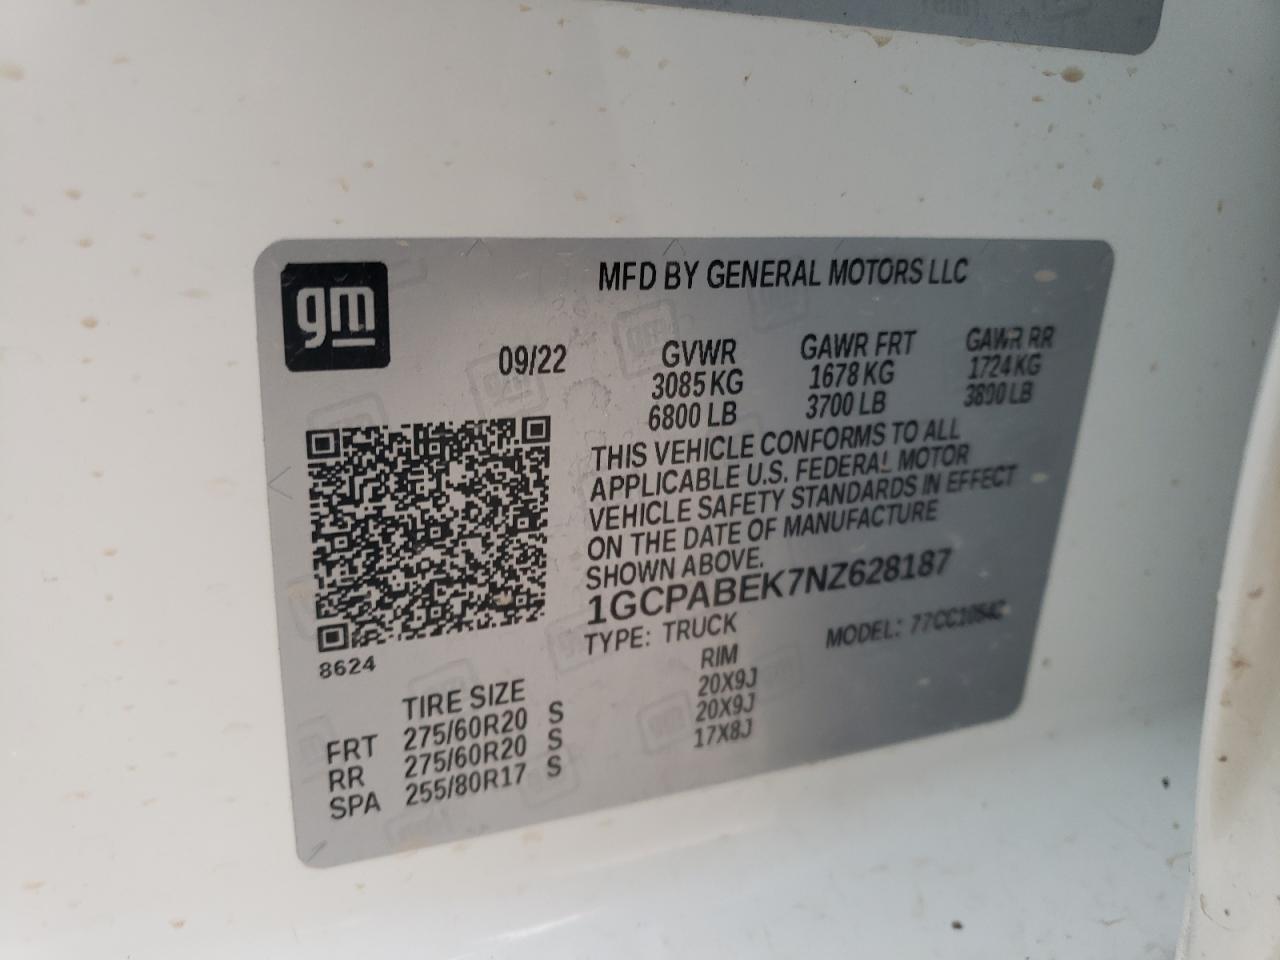 gm
MFD BY GENERAL MOTORS LLC
09/22
GVWR GAWR FRT GAWR RR
3085 KG 1678 KG 1724 KG
6800 LB 3700 LB 3800 LB
THIS VEHICLE CONFORMS TO ALL
APPLICABLE U.S. FEDERAL MOTOR
VEHICLE SAFETY STANDARDS IN EFFECT
ON THE DATE OF MANUFACTURE
SHOWN ABOVE.
1GCPABEK7NZ628187
TYPE: TRUCK MODEL:
8624
TIRE SIZE RIM
FRT 275/60R20 S 20X9J
RR 275/60R20 S 20X9J
SPA 255/80R17 S 17X8J